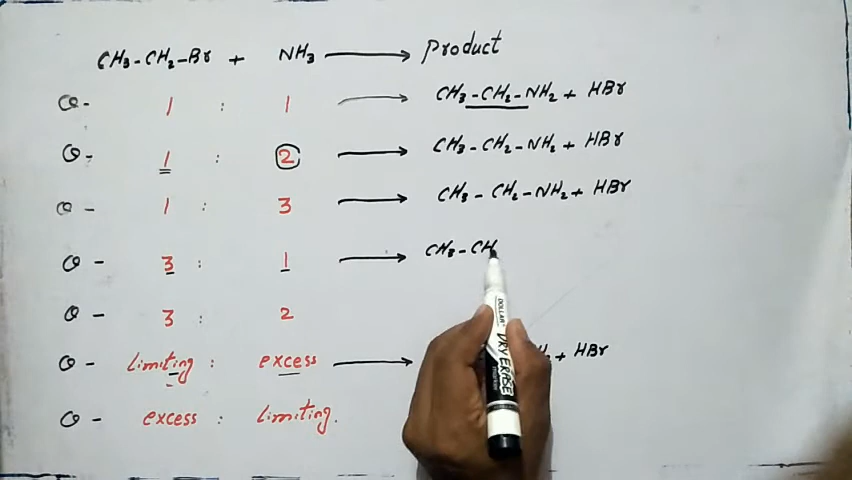 CH3-CH2-Br + NH3 → Product
Q- 1 : 1 → CH3-CH2-NH2 + HBr
Q- 1 : 2 → CH3-CH2-NH2 + HBr
Q- 1 : 3 → CH3-CH2-NH2 + HBr
Q- 3 : 1 → CH3-CH
Q- 3 : 2
Q- Limiting : excess → + HBr
Q- excess : Limiting.
DOLLAR DRY ERASE